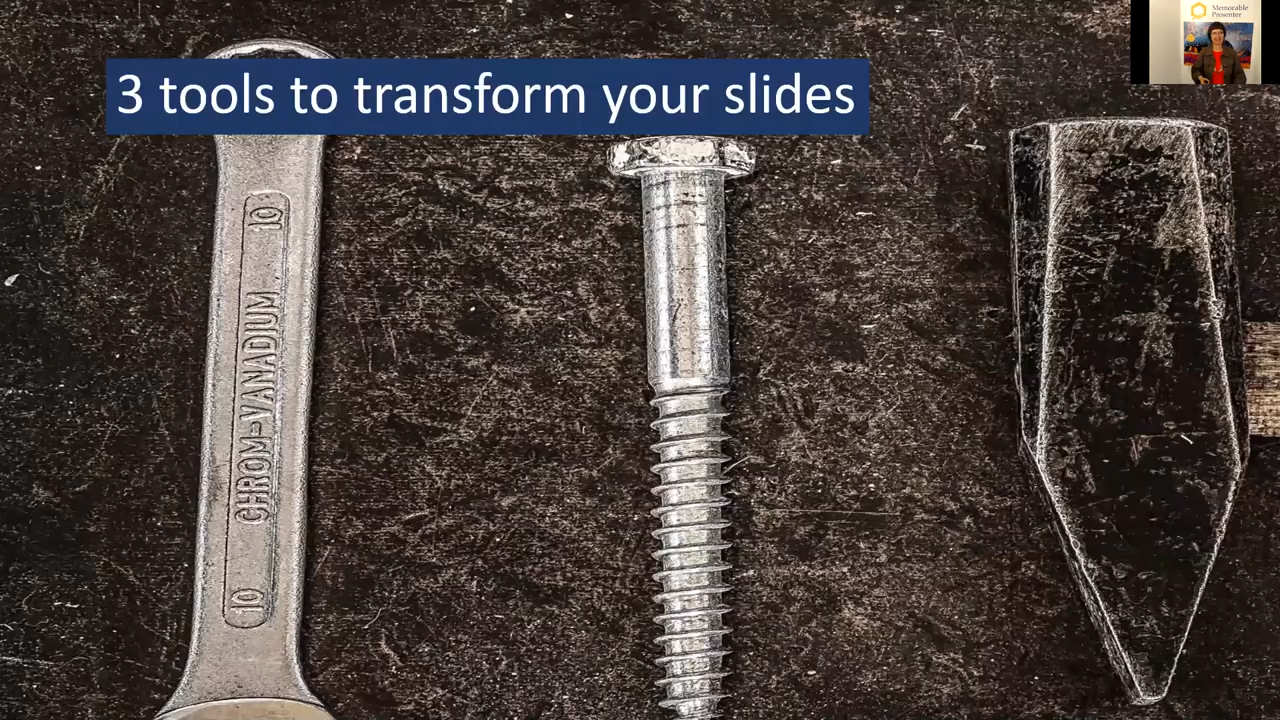 3 tools to transform your slides
Memorable
Presenter
10
CHROM-VANADIUM
10